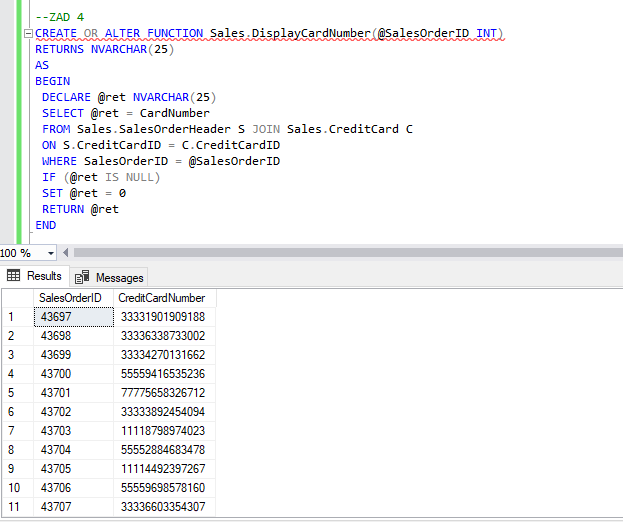 --ZAD 4
CREATE OR ALTER FUNCTION Sales.DisplayCardNumber(@SalesOrderID INT)
RETURNS NVARCHAR(25)
AS
BEGIN
DECLARE @ret NVARCHAR(25)
SELECT @ret = CardNumber
FROM Sales.SalesOrderHeader S JOIN Sales.CreditCard C
ON S.CreditCardID = C.CreditCardID
WHERE SalesOrderID = @SalesOrderID
IF (@ret IS NULL)
SET @ret = 0
RETURN @ret
END
100 %
Results Messages
SalesOrderID CreditCardNumber
1 43697 33331901909188
2 43698 33336338733002
3 43699 33334270131662
4 43700 55559416535236
5 43701 77775658326712
6 43702 33333892454094
7 43703 11118798974023
8 43704 55552884683478
9 43705 11114492397267
10 43706 55559698578160
11 43707 33336603354307